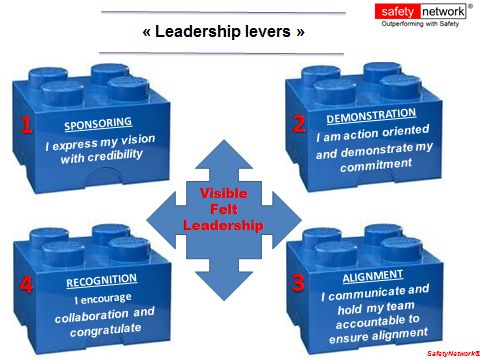 safety network®
Outperforming with Safety
« Leadership levers »
1
SPONSORING
I express my vision
with credibility
2
DEMONSTRATION
I am action oriented
and demonstrate my
commitment
Visible
Felt
Leadership
4
RECOGNITION
I encourage
collaboration and
congratulate
3
ALIGNMENT
I communicate and
hold my team
accountable to
ensure alignment
SafetyNetwork®